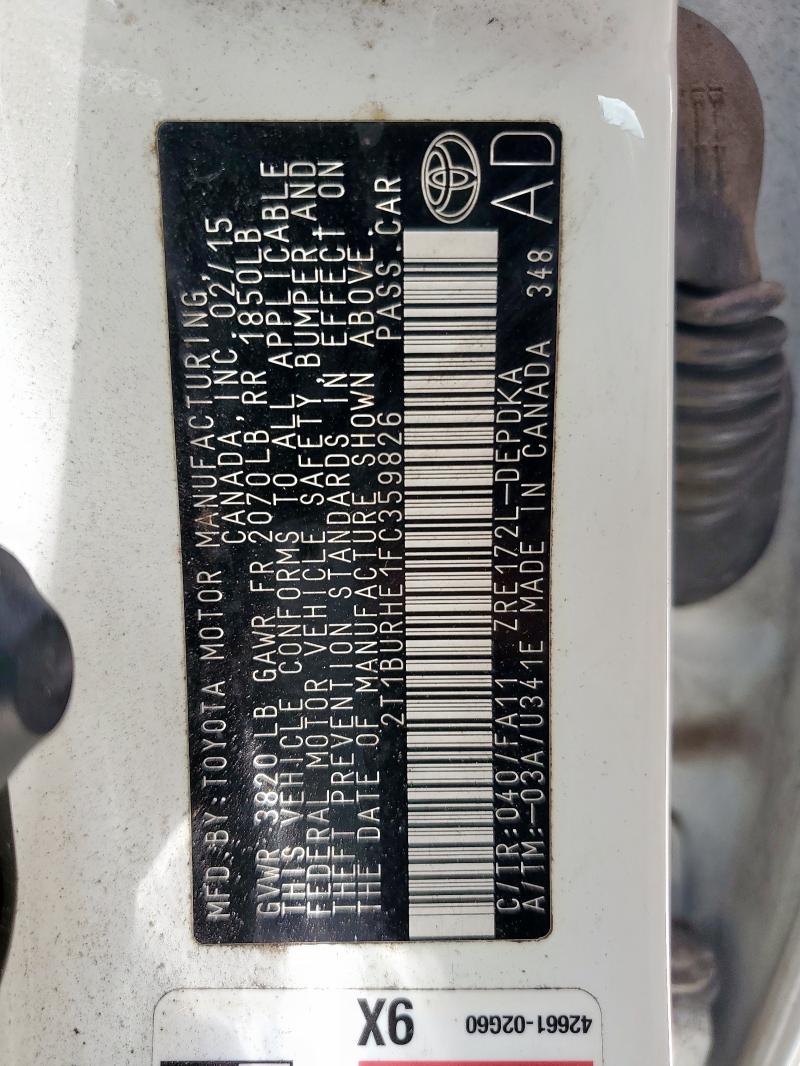 MFD. BY: TOYOTA MOTOR MANUFACTURING,
CANADA, INC. 02/15
GVWR 3820 LB GAWR FR 2070LB, RR 1850LB
THIS VEHICLE CONFORMS TO ALL APPLICABLE
FEDERAL MOTOR VEHICLE SAFETY, BUMPER AND
THEFT PREVENTION STANDARDS IN EFFECT ON
THE DATE OF MANUFACTURE SHOWN ABOVE.
2T1BURHE1FC359826 PASS.CAR
C/TR:040/FA11 ZRE172L-DEPDKA
A/TM:-03A/U341E MADE IN CANADA 348
AD
9X
42661-02G60